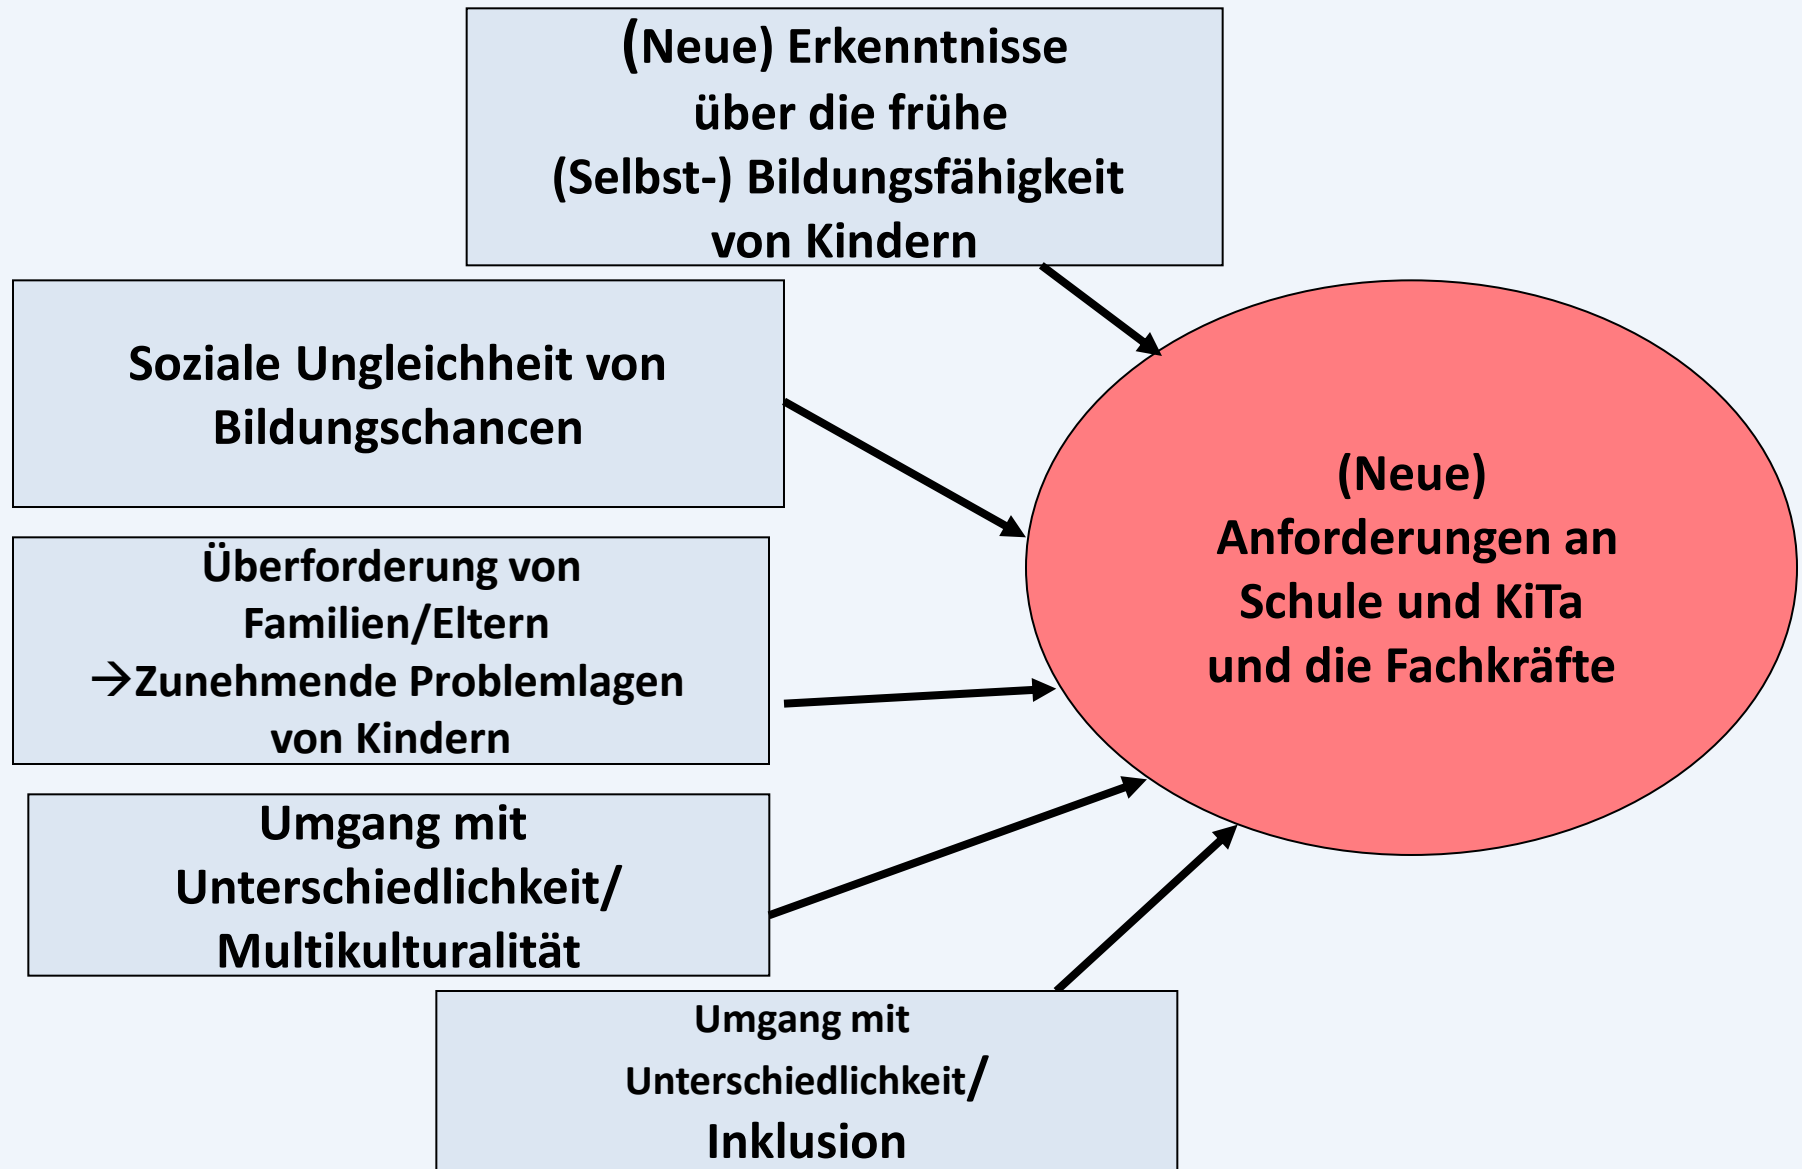 (Neue) Erkenntnisse
über die frühe
(Selbst-) Bildungsfähigkeit
von Kindern
Soziale Ungleichheit von
Bildungschancen
Überforderung von
Familien/Eltern
→Zunehmende Problemlagen
von Kindern
Umgang mit
Unterschiedlichkeit/
Multikulturalität
Umgang mit
Unterschiedlichkeit/
Inklusion
(Neue)
Anforderungen an
Schule und KiTa
und die Fachkräfte